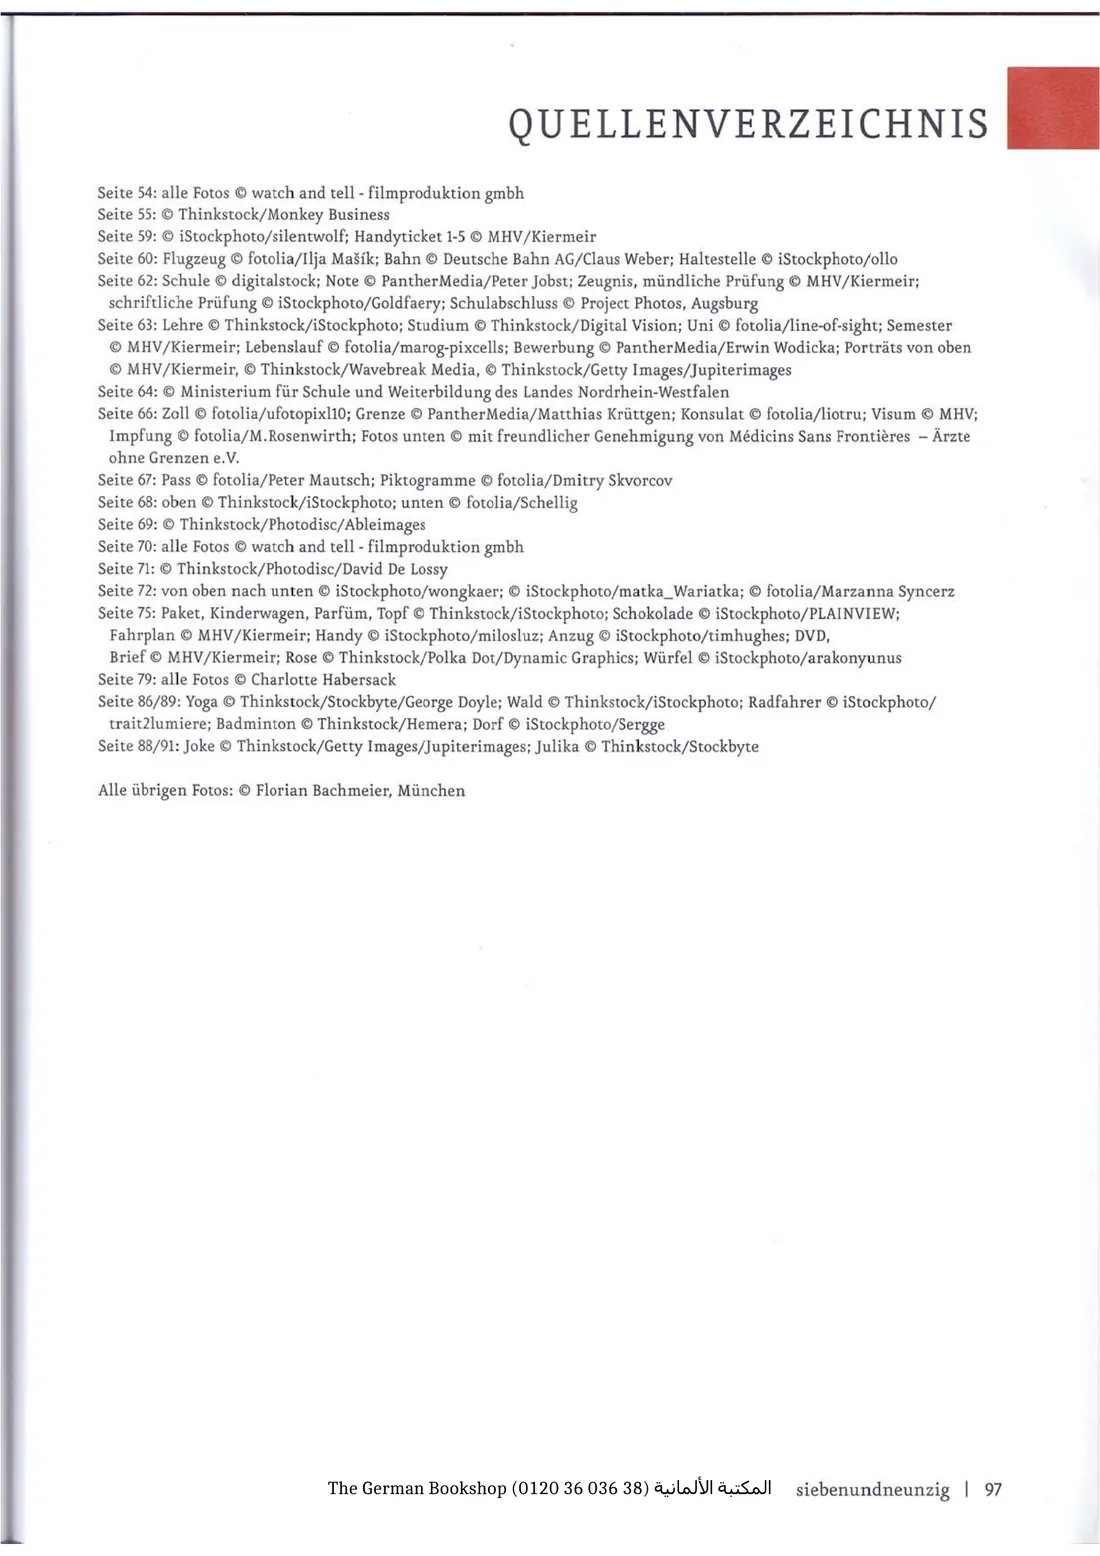 QUELLENVERZEICHNIS
Seite 54: alle Fotos © watch and tell - filmproduktion gmbh
Seite 55: © Thinkstock/Monkey Business
Seite 59: © iStockphoto/silentwolf; Handyticket 1-5 © MHV/Kiermeir
Seite 60: Flugzeug © fotolia/Ilja Mašík; Bahn © Deutsche Bahn AG/Claus Weber; Haltestelle © iStockphoto/ollo
Seite 62: Schule © digitalstock; Note © PantherMedia/Peter Jobst; Zeugnis, mündliche Prüfung © MHV/Kiermeir;
schriftliche Prüfung © iStockphoto/Goldfaery; Schulabschluss © Project Photos, Augsburg
Seite 63: Lehre © Thinkstock/iStockphoto; Studium © Thinkstock/Digital Vision; Uni © fotolia/line-of-sight; Semester
© MHV/Kiermeir; Lebenslauf © fotolia/marog-pixcells; Bewerbung © PantherMedia/Erwin Wodicka; Porträts von oben
© MHV/Kiermeir, © Thinkstock/Wavebreak Media, © Thinkstock/Getty Images/Jupiterimages
Seite 64: © Ministerium für Schule und Weiterbildung des Landes Nordrhein-Westfalen
Seite 66: Zoll © fotolia/ufotopixl10; Grenze © PantherMedia/Matthias Krüttgen; Konsulat © fotolia/liotru; Visum © MHV;
Impfung © fotolia/M.Rosenwirth; Fotos unten © mit freundlicher Genehmigung von Médicins Sans Frontières – Ärzte
ohne Grenzen e.V.
Seite 67: Pass © fotolia/Peter Mautsch; Piktogramme © fotolia/Dmitry Skvorcov
Seite 68: oben © Thinkstock/iStockphoto; unten © fotolia/Schellig
Seite 69: © Thinkstock/Photodisc/Ableimages
Seite 70: alle Fotos © watch and tell - filmproduktion gmbh
Seite 71: © Thinkstock/Photodisc/David De Lossy
Seite 72: von oben nach unten © iStockphoto/wongkaer; © iStockphoto/matka_Wariatka; © fotolia/Marzanna Syncerz
Seite 75: Paket, Kinderwagen, Parfüm, Topf © Thinkstock/iStockphoto; Schokolade © iStockphoto/PLAINVIEW;
Fahrplan © MHV/Kiermeir; Handy © iStockphoto/milosluz; Anzug © iStockphoto/timhughes; DVD,
Brief © MHV/Kiermeir; Rose © Thinkstock/Polka Dot/Dynamic Graphics; Würfel © iStockphoto/arakonyunus
Seite 79: alle Fotos © Charlotte Habersack
Seite 86/89: Yoga © Thinkstock/Stockbyte/George Doyle; Wald © Thinkstock/iStockphoto; Radfahrer © iStockphoto/
trait2lumiere; Badminton © Thinkstock/Hemera; Dorf © iStockphoto/Sergge
Seite 88/91: Joke © Thinkstock/Getty Images/Jupiterimages; Julika © Thinkstock/Stockbyte
Alle übrigen Fotos: © Florian Bachmeier, München
The German Bookshop (0120 36 036 38) المكتبة الألمانية siebenundneunzig | 97